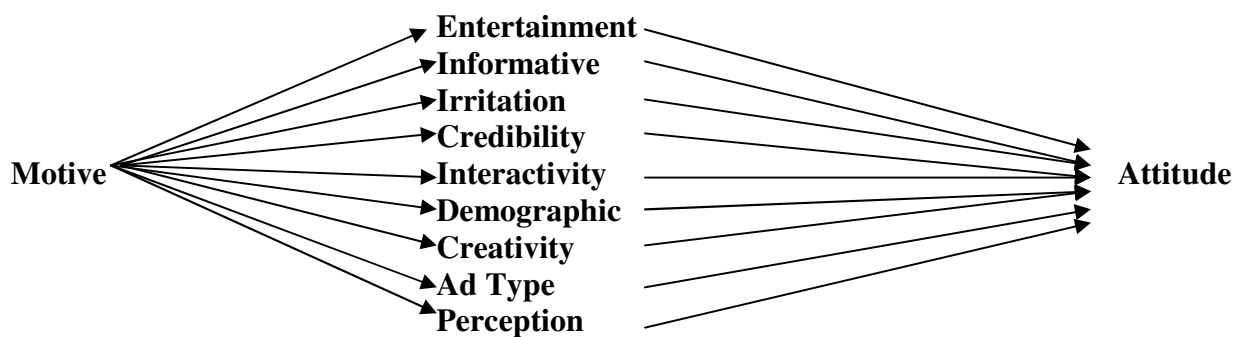 Entertainment
Informative
Irritation
Credibility
Motive
Interactivity
Attitude
Demographic
Creativity
Ad Type
Perception